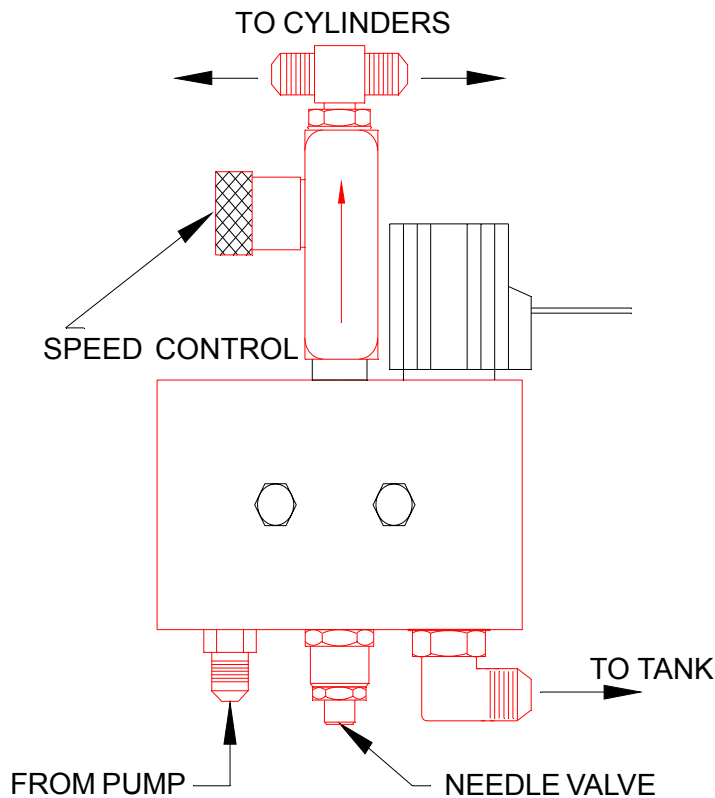 TO CYLINDERS
SPEED CONTROL
TO TANK
FROM PUMP
NEEDLE VALVE